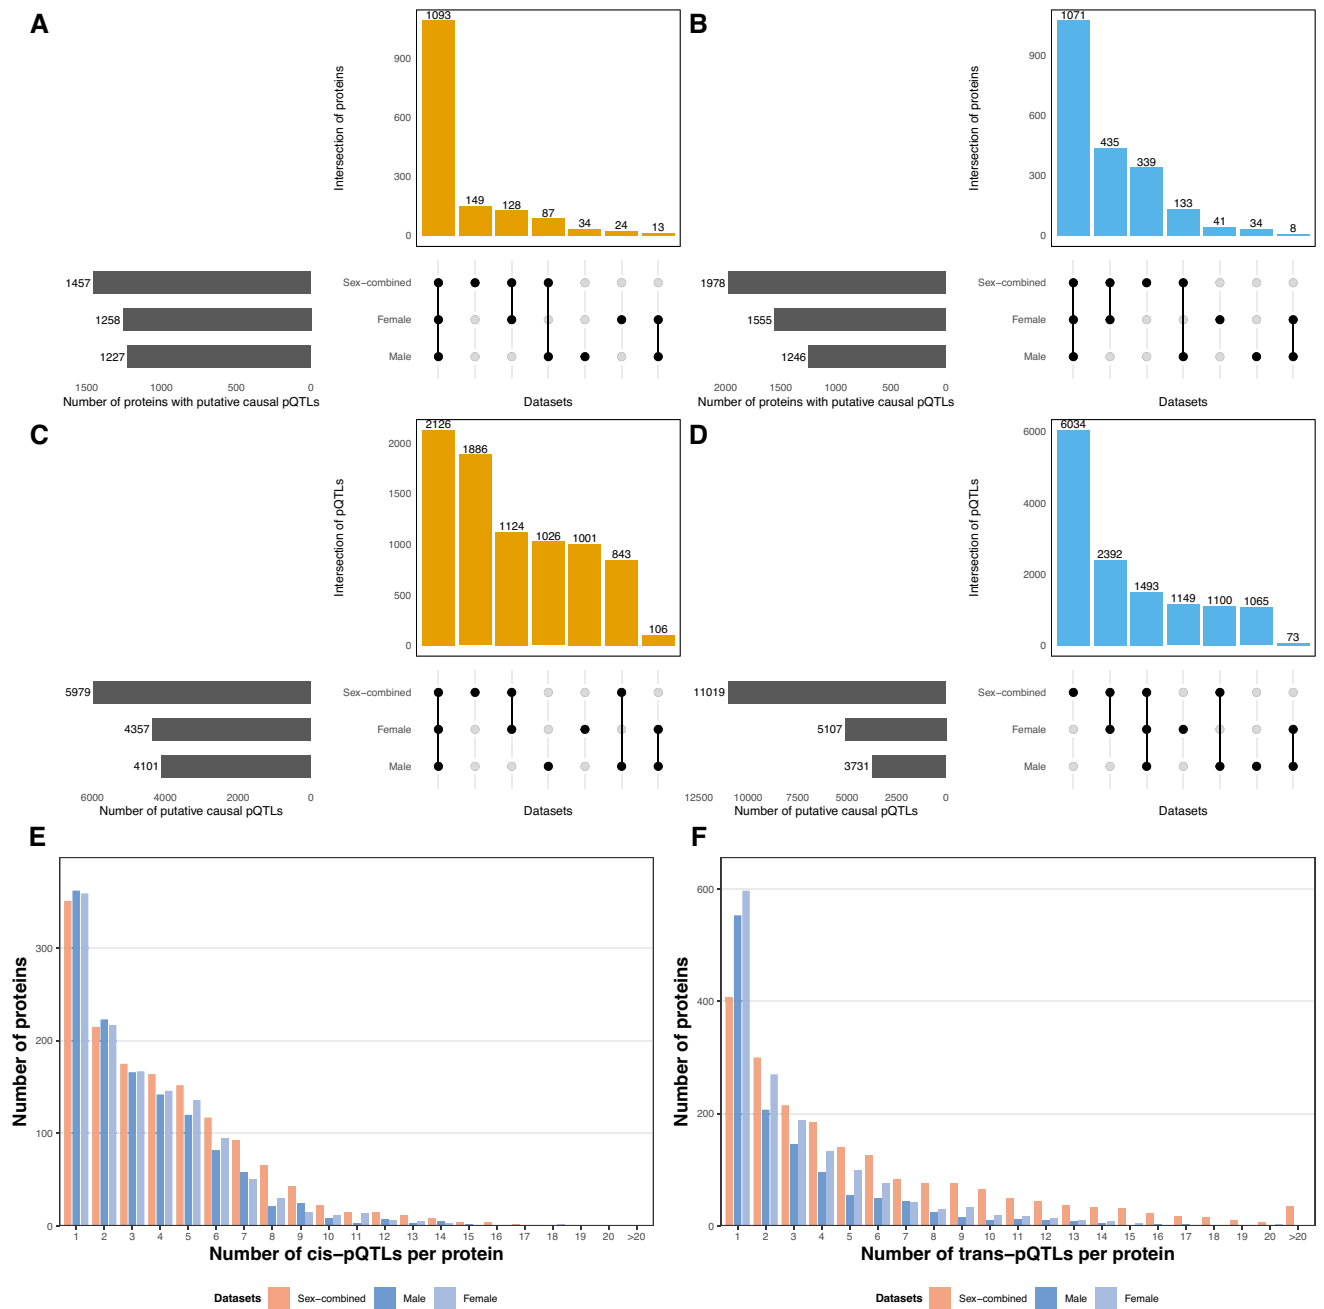 A
Intersection of proteins
1093
900
600
300
0
149
128
87
34
24
13
1457
1258
1227
Sex−combined
Female
Male
1500
1000
500
0
Number of proteins with putative causal pQTLs
Datasets
B
Intersection of proteins
1071
900
600
300
0
435
339
133
41
34
8
1978
1555
1246
Sex−combined
Female
Male
2000
1500
1000
500
0
Number of proteins with putative causal pQTLs
Datasets
C
Intersection of pQTLs
2126
2000
1500
1000
500
0
1886
1124
1026
1001
843
106
5979
4357
4101
Sex−combined
Female
Male
6000
4000
2000
0
Number of putative causal pQTLs
Datasets
D
Intersection of pQTLs
6034
6000
4000
2000
0
2392
1493
1149
1100
1065
73
11019
5107
3731
Sex−combined
Female
Male
12500
10000
7500
5000
2500
0
Number of putative causal pQTLs
Datasets
E
Number of proteins
300
200
100
0
1 2 3 4 5 6 7 8 9 10 11 12 13 14 15 16 17 18 19 20 >20
Number of cis−pQTLs per protein
Datasets Sex−combined Male Female
F
Number of proteins
600
400
200
0
1 2 3 4 5 6 7 8 9 10 11 12 13 14 15 16 17 18 19 20 >20
Number of trans−pQTLs per protein
Datasets Sex−combined Male Female